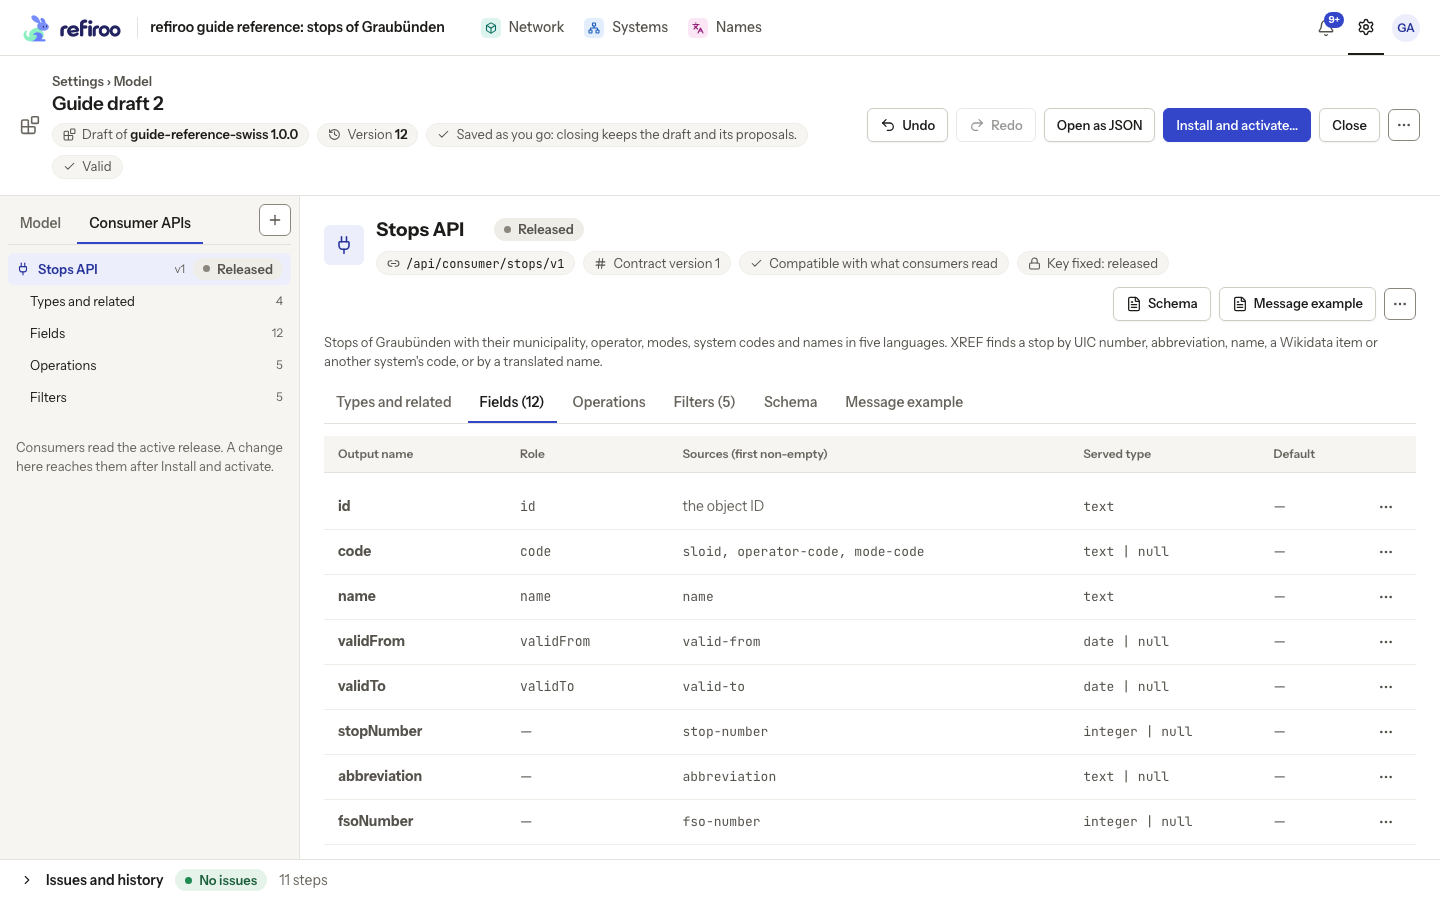 refiroo
refiroo guide reference: stops of Graubünden
Network
Systems
Names
9+
GA
Settings › Model
Guide draft 2
Draft of guide-reference-swiss 1.0.0
Version 12
Saved as you go: closing keeps the draft and its proposals.
Valid
Undo
Redo
Open as JSON
Install and activate...
Close
Model
Consumer APIs
Stops API v1 Released
Types and related 4
Fields 12
Operations 5
Filters 5
Consumers read the active release. A change
here reaches them after Install and activate.
Stops API
Released
/api/consumer/stops/v1
Contract version 1
Compatible with what consumers read
Key fixed: released
Schema
Message example
Stops of Graubünden with their municipality, operator, modes, system codes and names in five languages. XREF finds a stop by UIC number, abbreviation, name, a Wikidata item or
another system's code, or by a translated name.
Types and related
Fields (12)
Operations
Filters (5)
Schema
Message example
Output name Role Sources (first non-empty) Served type Default
id id the object ID text —
code code sloid, operator-code, mode-code text | null —
name name name text —
validFrom validFrom valid-from date | null —
validTo validTo valid-to date | null —
stopNumber — stop-number integer | null —
abbreviation — abbreviation text | null —
fsoNumber — fso-number integer | null —
Issues and history
No issues
11 steps